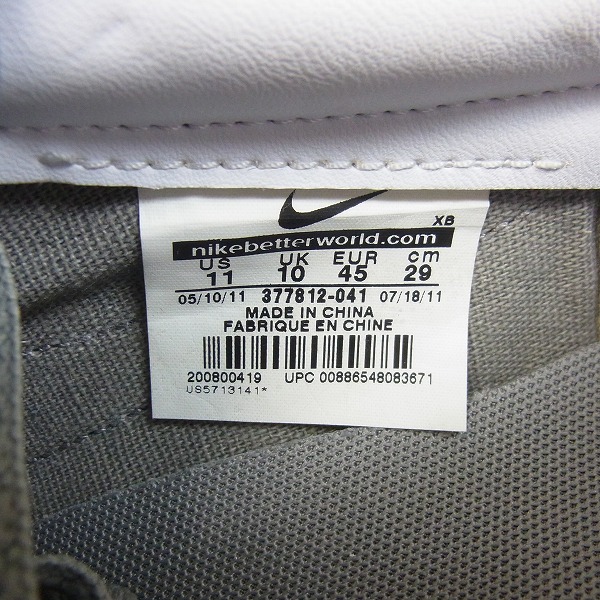 XB
nikebetterworld.com
US UK EUR cm
11 10 45 29
05/10/11 377812-041 07/18/11
MADE IN CHINA
FABRIQUE EN CHINE
200800419 UPC 00886548083671
US5713141*